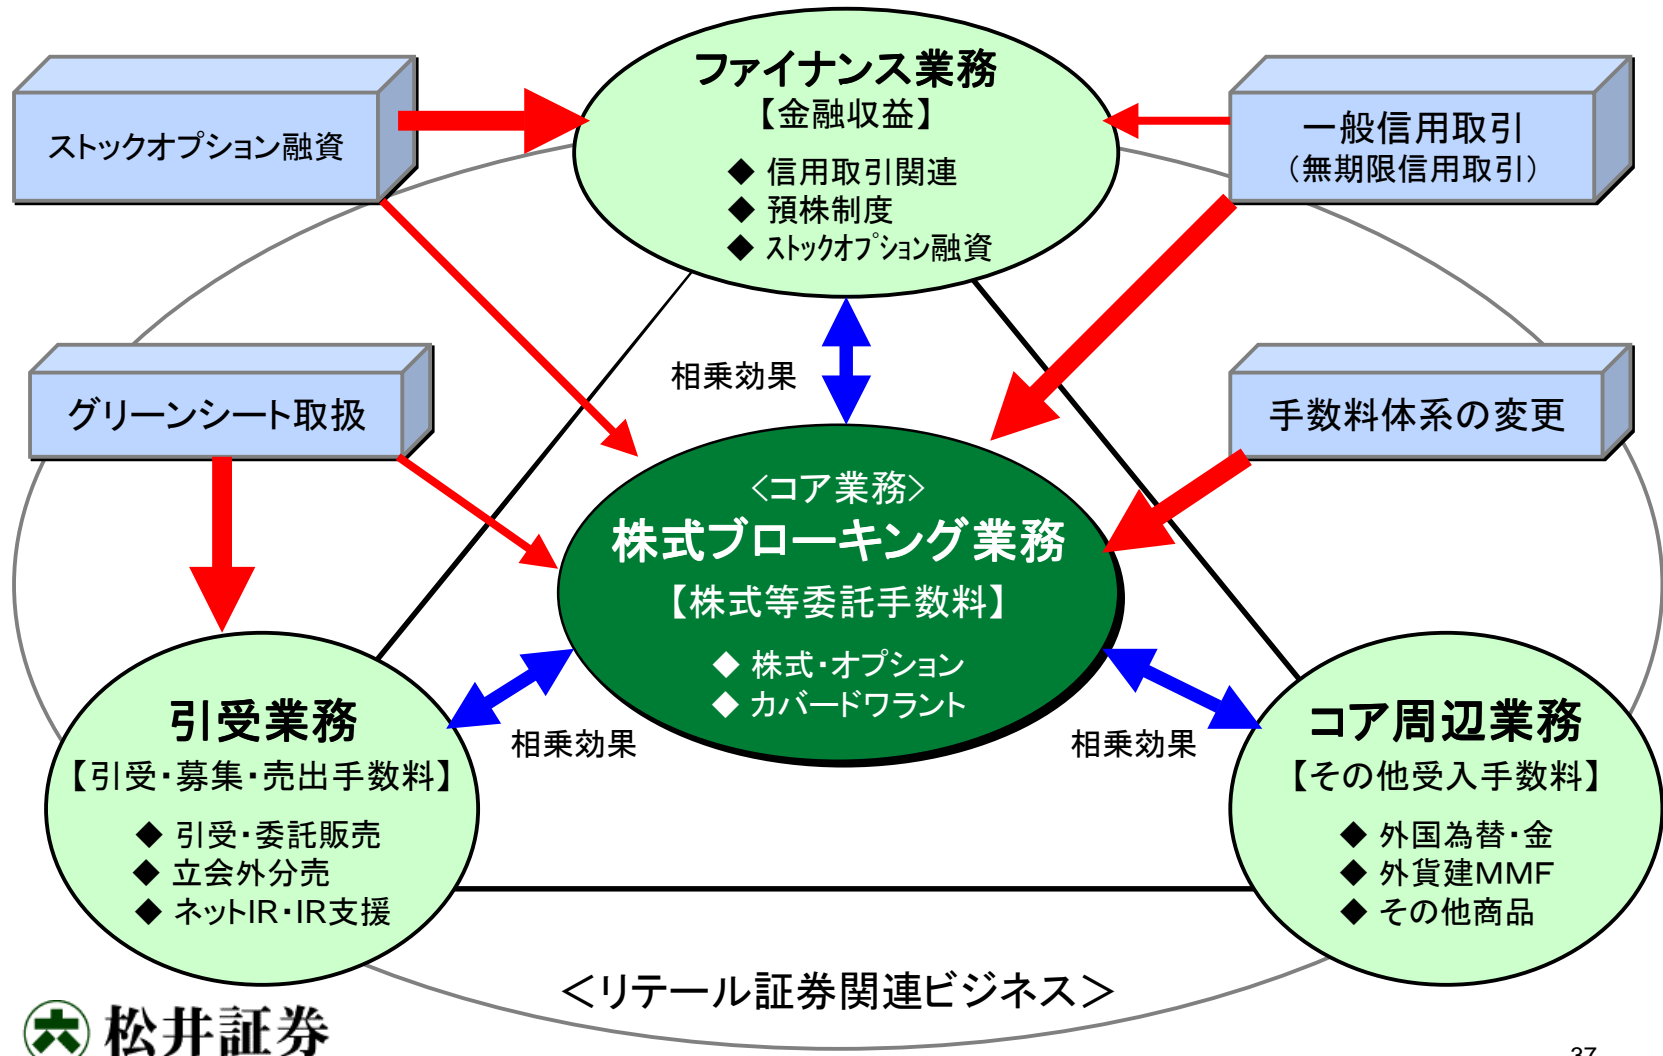 ファイナンス業務
【金融収益】
◆ 信用取引関連
◆ 預株制度
◆ ストックオプション融資
ストックオプション融資
一般信用取引
（無期限信用取引）
相乗効果
グリーンシート取扱
手数料体系の変更
＜コア業務＞
株式ブローキング業務
【株式等委託手数料】
◆ 株式・オプション
◆ カバードワラント
相乗効果
相乗効果
引受業務
【引受・募集・売出手数料】
◆ 引受・委託販売
◆ 立会外分売
◆ ネットIR・IR支援
コア周辺業務
【その他受入手数料】
◆ 外国為替・金
◆ 外貨建MMF
◆ その他商品
＜リテール証券関連ビジネス＞
松井証券
37